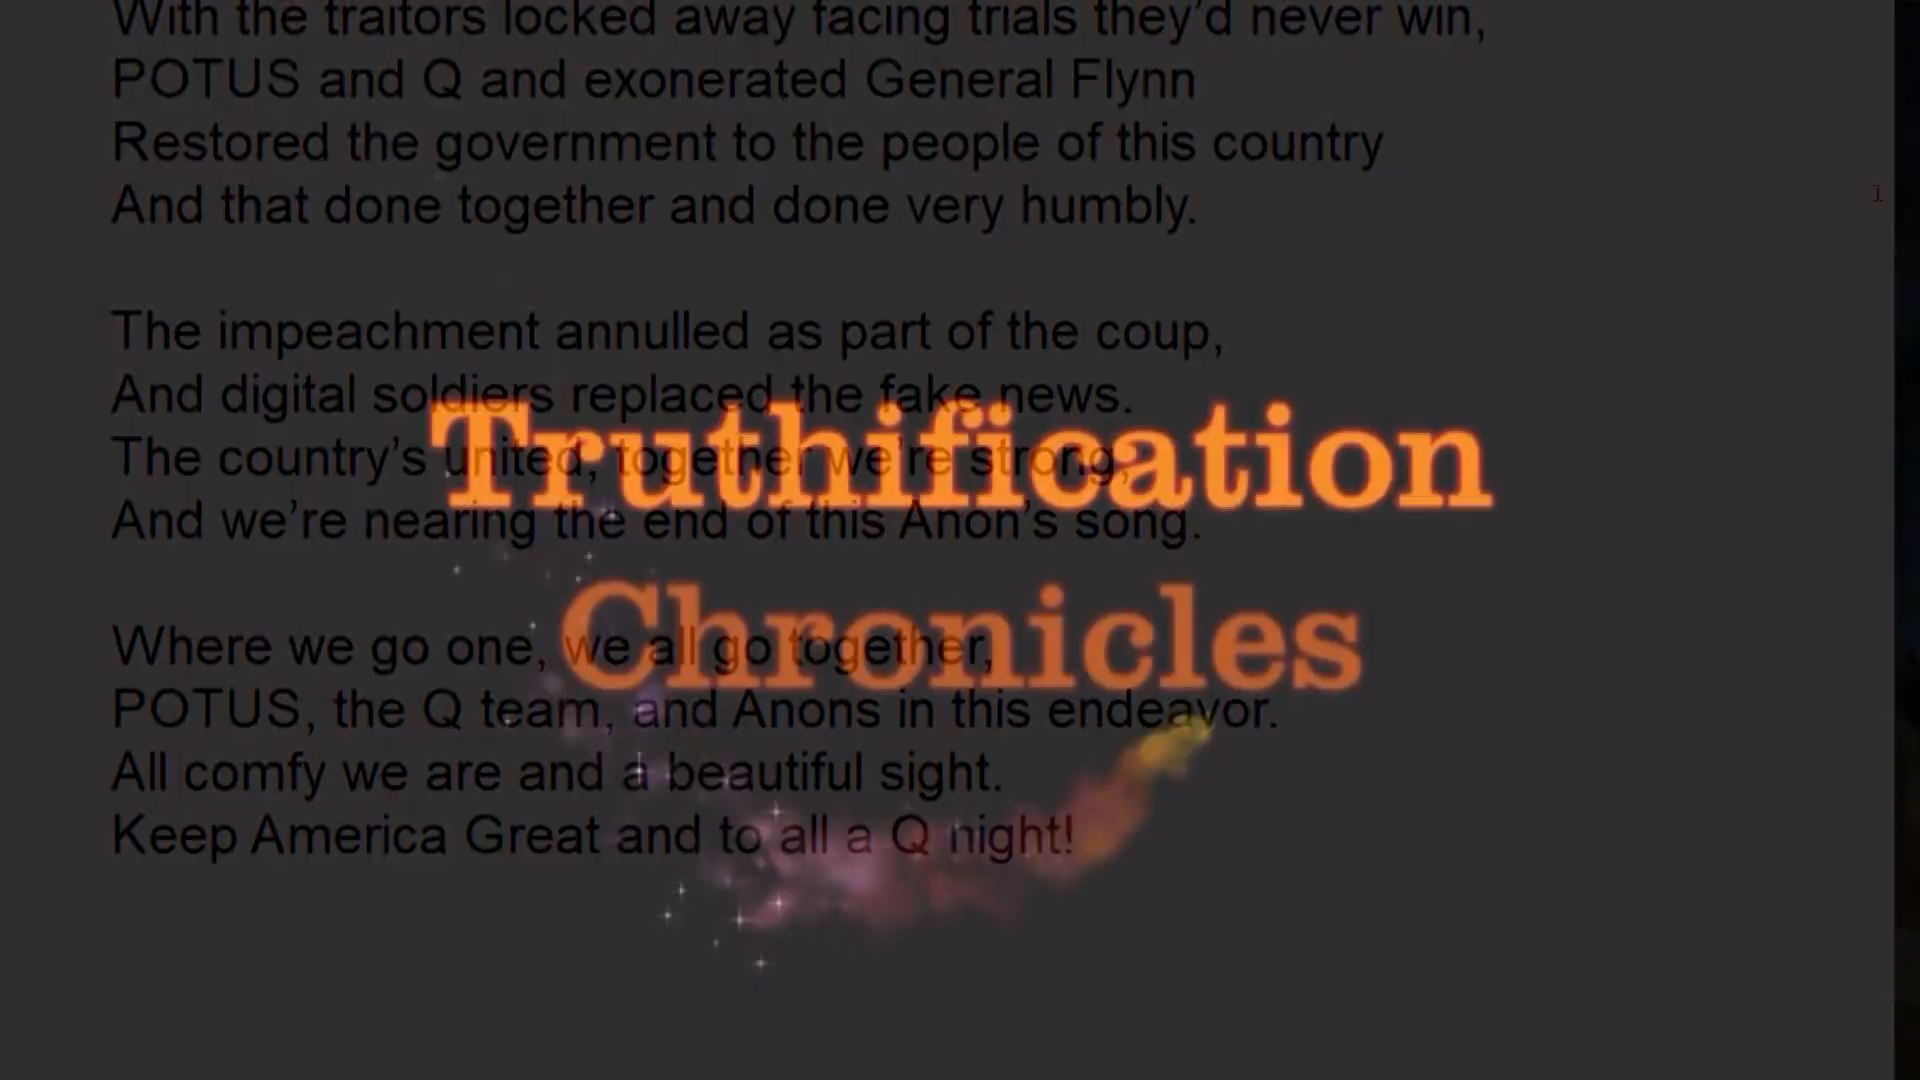 With the traitors locked away facing trials they'd never win,
POTUS and Q and exonerated General Flynn
Restored the government to the people of this country
And that done together and done very humbly.
The impeachment annulled as part of the coup,
And digital soldiers replaced the fake news.
The country's united, together we're strong,
And we're nearing the end of this Anon's song.
Where we go one, we all go together,
POTUS, the Q team, and Anons in this endeavor.
All comfy we are and a beautiful sight.
Keep America Great and to all a Q night!
Truthification
Chronicles
1